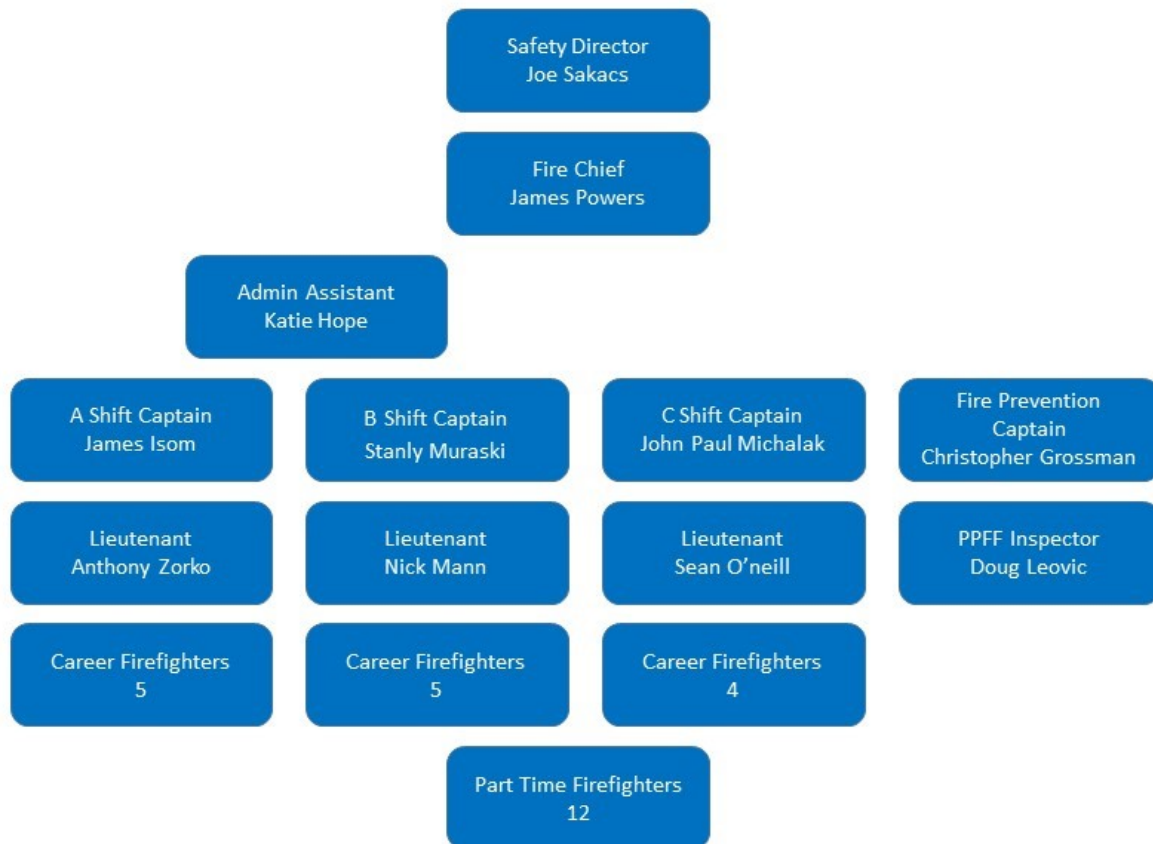 Safety Director
Joe Sakacs
Fire Chief
James Powers
Admin Assistant
Katie Hope
A Shift Captain
James Isom
B Shift Captain
Stanly Muraski
C Shift Captain
John Paul Michalak
Fire Prevention
Captain
Christopher Grossman
Lieutenant
Anthony Zorko
Lieutenant
Nick Mann
Lieutenant
Sean O’neill
PPFF Inspector
Doug Leovic
Career Firefighters
5
Career Firefighters
5
Career Firefighters
4
Part Time Firefighters
12